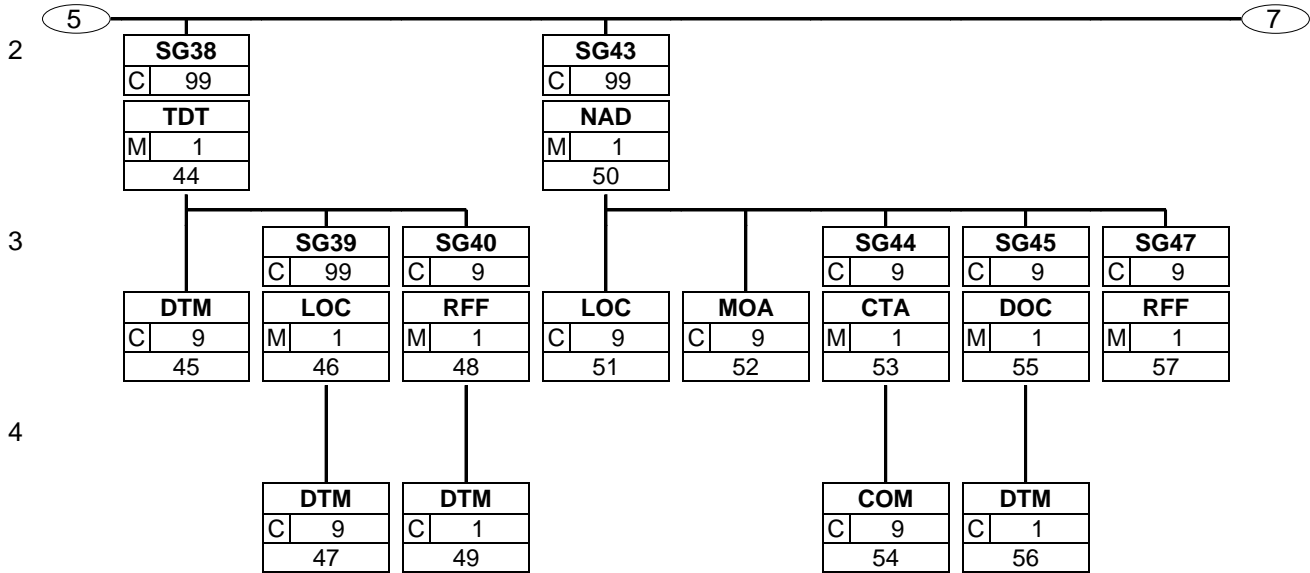 5 7
2 SG38 SG43
C 99 C 99
TDT NAD
M 1 M 1
44 50
3 SG39 SG40 SG44 SG45 SG47
C 99 C 9 C 9 C 9 C 9
DTM LOC RFF LOC MOA CTA DOC RFF
C 9 M 1 M 1 C 9 C 9 M 1 M 1 M 1
45 46 48 51 52 53 55 57
4
DTM DTM COM DTM
C 9 C 1 C 9 C 1
47 49 54 56